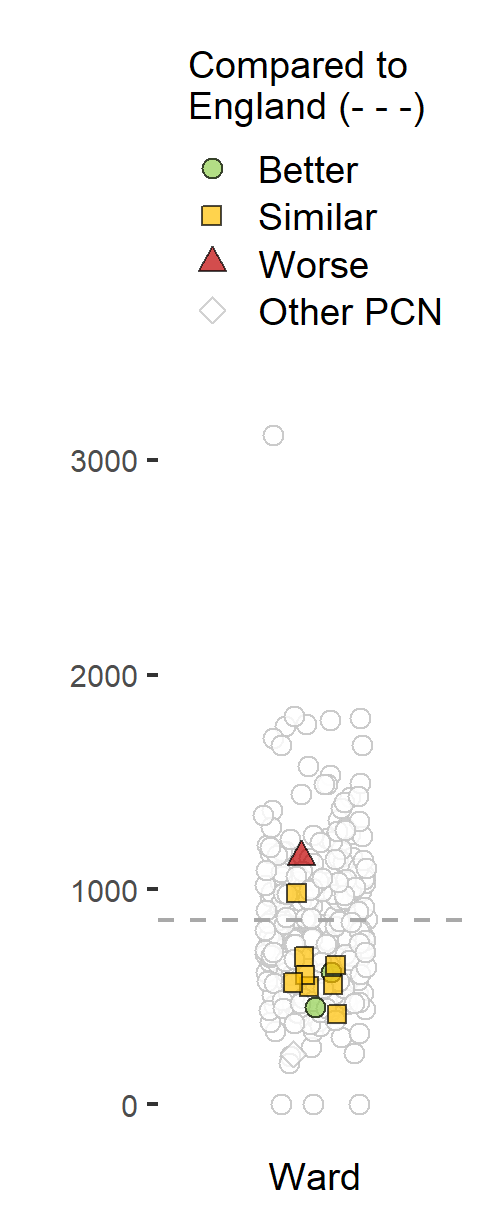 Compared to
England (- - -)
Better
Similar
Worse
Other PCN
3000
2000
1000
0
Ward